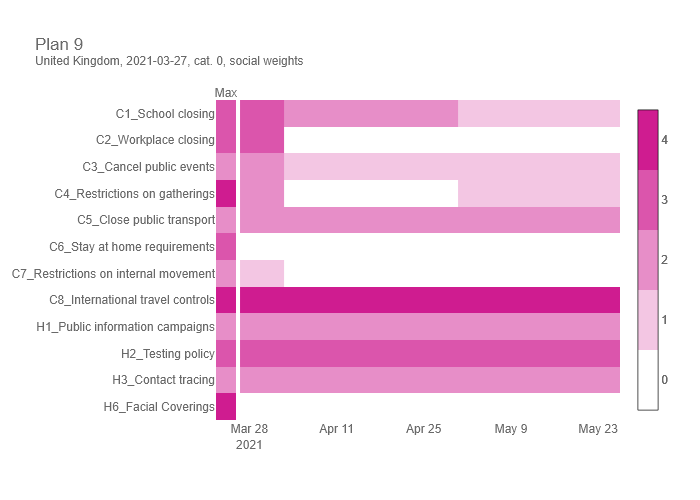 Plan 9
United Kingdom, 2021-03-27, cat. 0, social weights
Max
C1_School closing
C2_Workplace closing
C3_Cancel public events
C4_Restrictions on gatherings
C5_Close public transport
C6_Stay at home requirements
C7_Restrictions on internal movement
C8_International travel controls
H1_Public information campaigns
H2_Testing policy
H3_Contact tracing
H6_Facial Coverings
4
3
2
1
0
Mar 28 Apr 11 Apr 25 May 9 May 23
2021